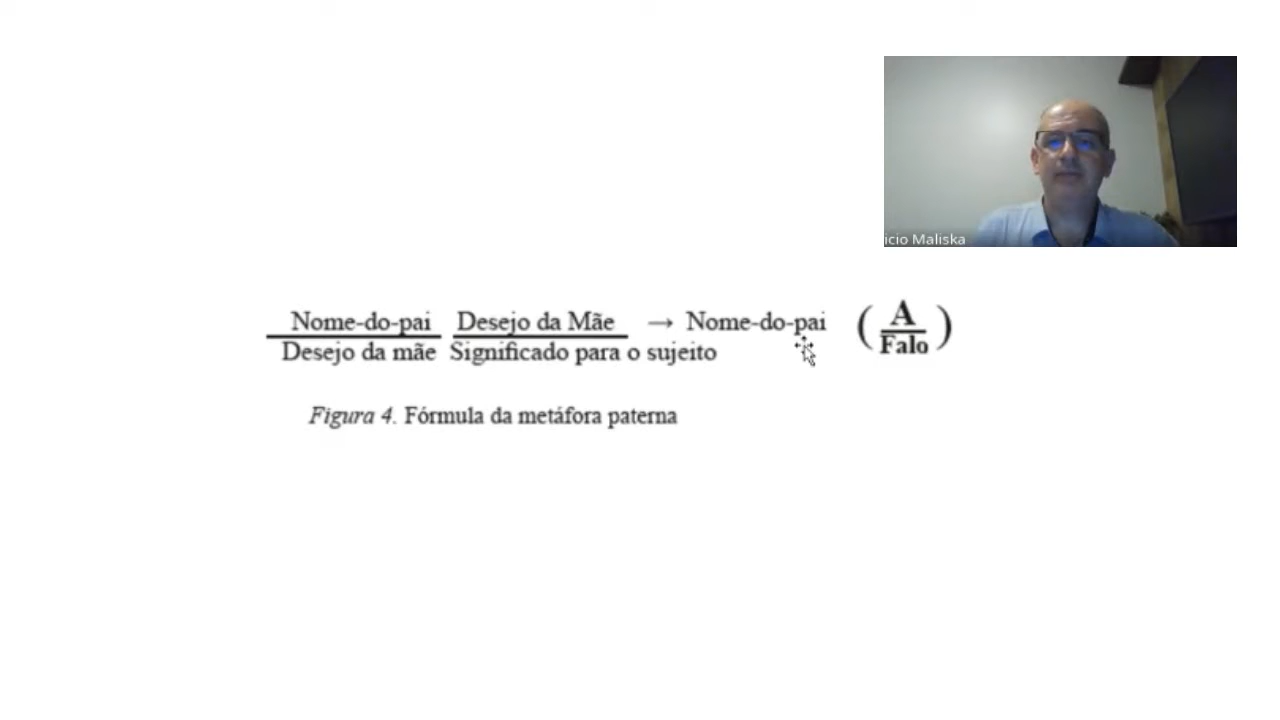 icio Maliska
Nome-do-pai Desejo da Mãe → Nome-do-pai ( A
Desejo da mãe Significado para o sujeito Falo )
Figura 4. Fórmula da metáfora paterna